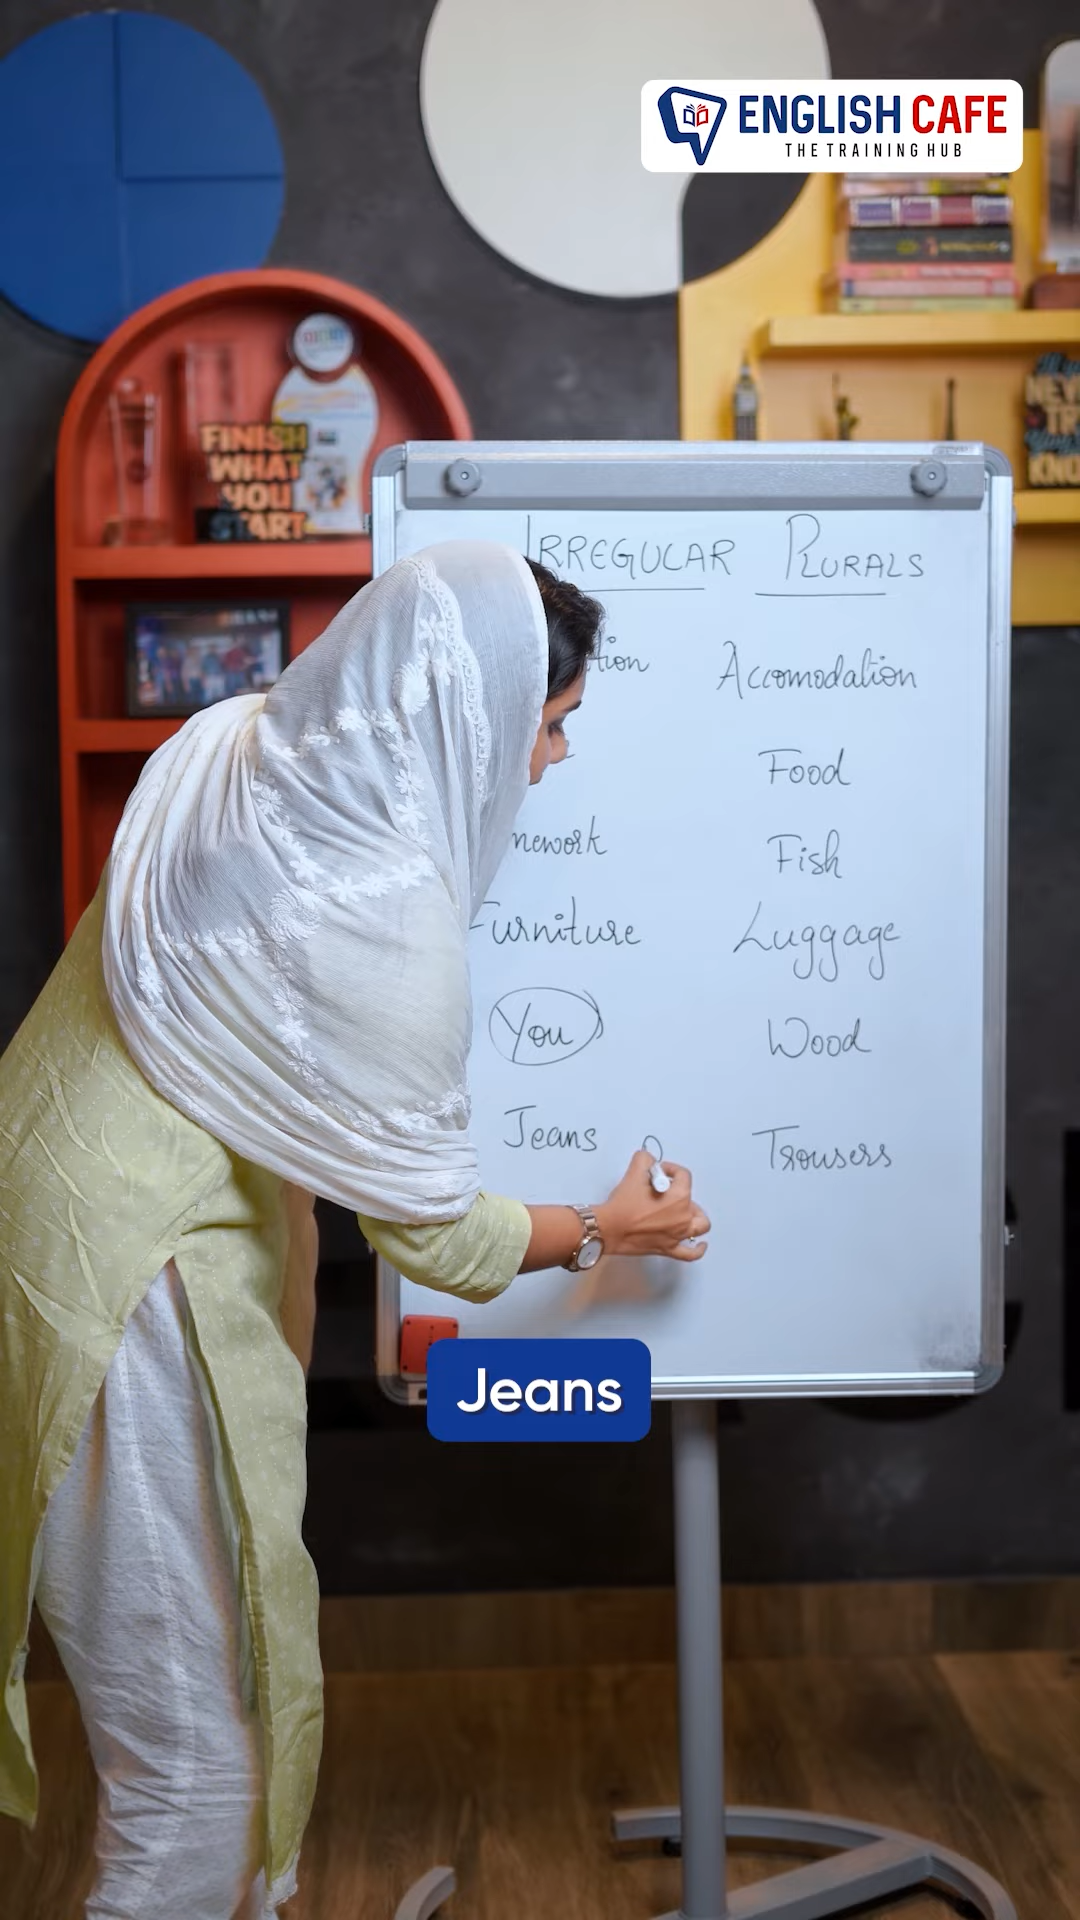 ENGLISH CAFE
THE TRAINING HUB
FINISH
WHAT
YOU
START
NEVER
IRREGULAR PLURALS
Accomodation
Food
Fish
Furniture Luggage
You Wood
Jeans Trousers
Jeans